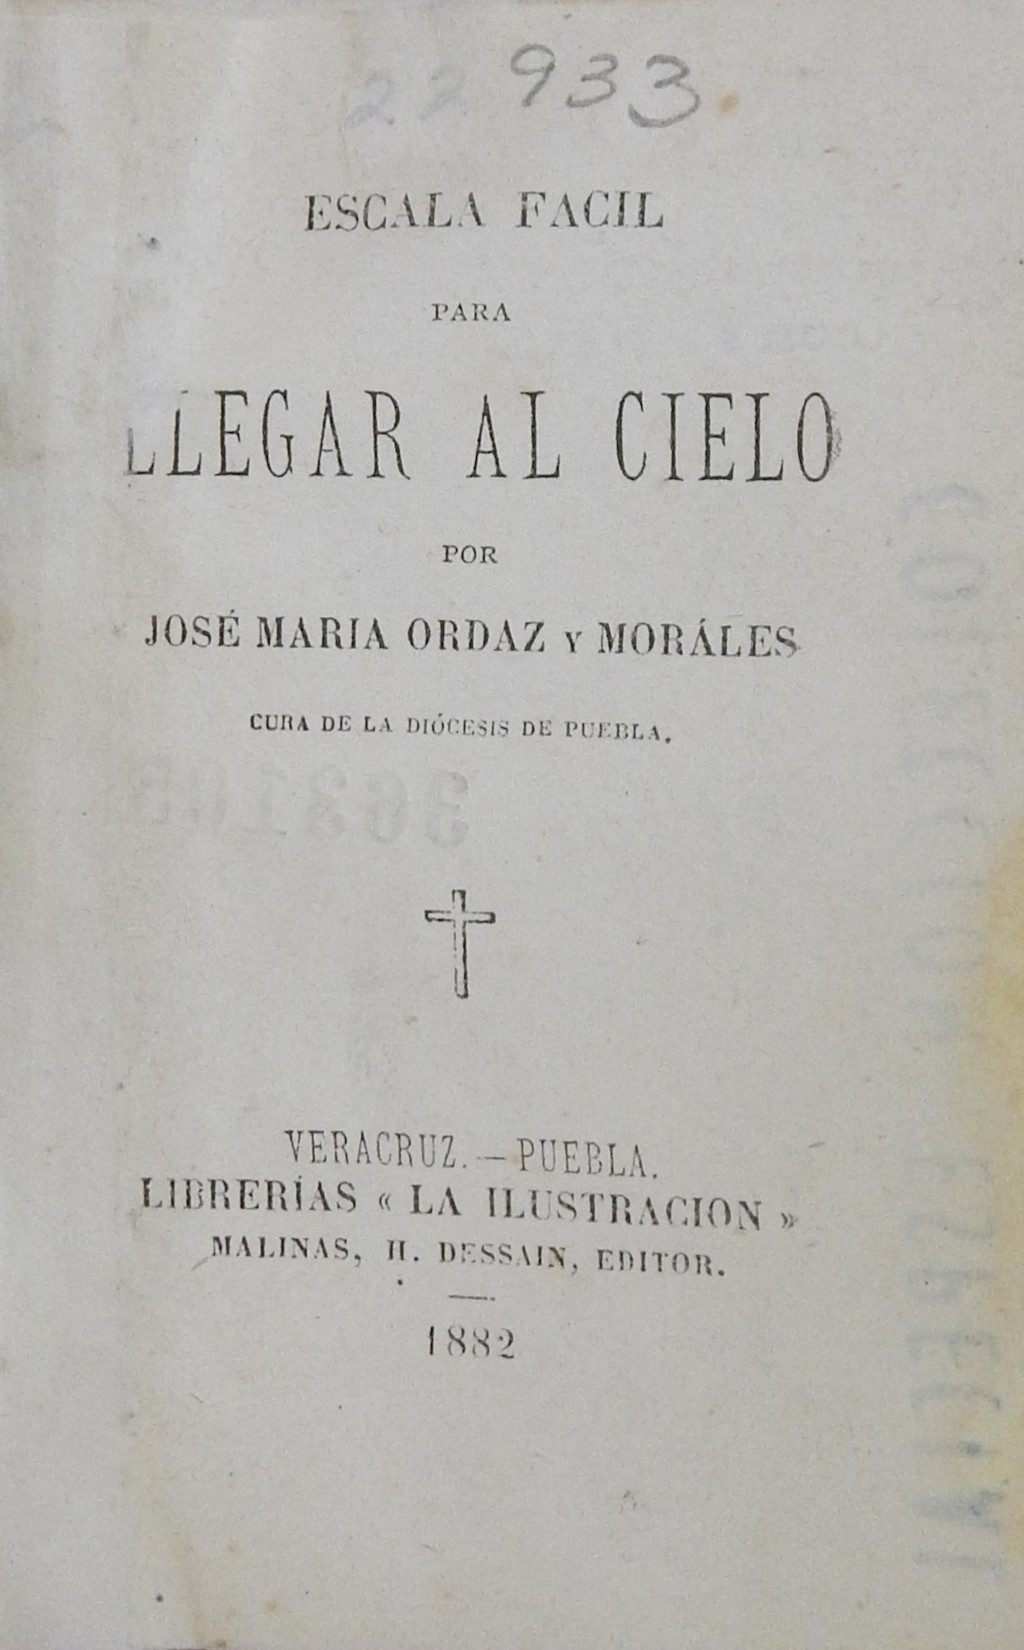 933
ESCALA FACIL
PARA
LLEGAR AL CIELO
POR
JOSÉ MARIA ORDAZ Y MORÁLES
CURA DE LA DIÓCESIS DE PUEBLA.
VERACRUZ. — PUEBLA.
LIBRERÍAS « LA ILUSTRACION »
MALINAS, H. DESSAIN, EDITOR.
1882